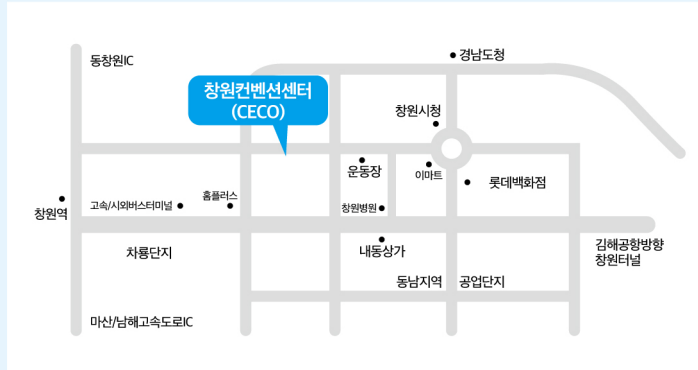 동창원IC
경남도청
창원컨벤션센터
(CECO)
창원시청
운동장
이마트
롯데백화점
홈플러스
창원역
고속/시외버스터미널
창원병원
차룡단지
내동상가
김해공항방향
창원터널
동남지역 공업단지
마산/남해고속도로IC